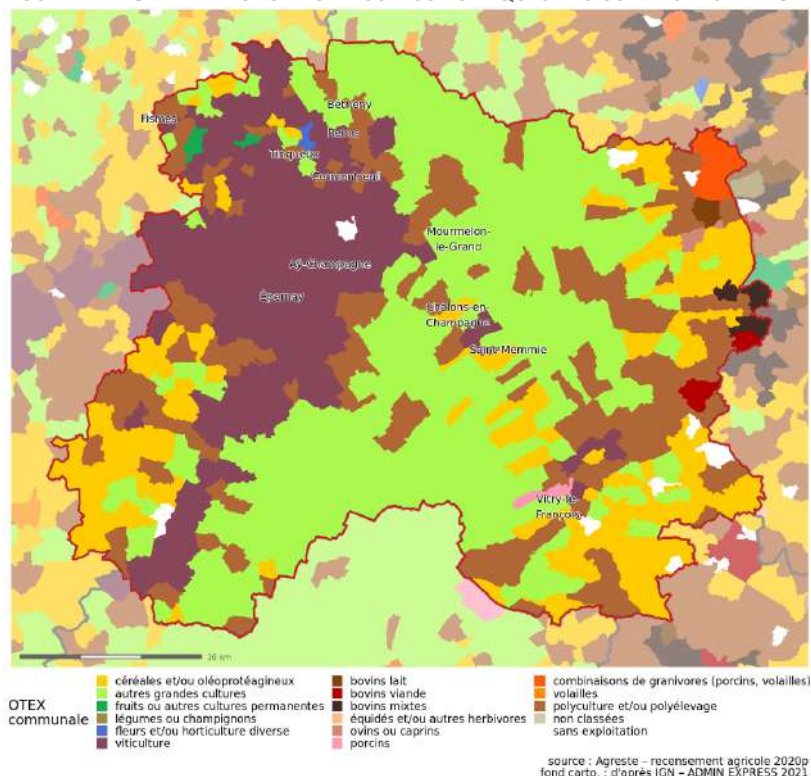 Fismes
Bétheny
Reims
Tinqueux
Cormontreuil
Mourmelon-
le-Grand
Aÿ-Champagne
Épernay
Châlons-en-
Champagne
Saint-Memmie
Vitry-le-
François
16 km
OTEX
communale
céréales et/ou oléoprotéagineux
autres grandes cultures
fruits ou autres cultures permanentes
légumes ou champignons
fleurs et/ou horticulture diverse
viticulture
bovins lait
bovins viande
bovins mixtes
équidés et/ou autres herbivores
ovins ou caprins
porcins
combinaisons de granivores (porcins, volailles)
volailles
polyculture et/ou polyélevage
non classées
sans exploitation
source : Agreste – recensement agricole 2020
fond carto. : d'après IGN – ADMIN EXPRESS 2021